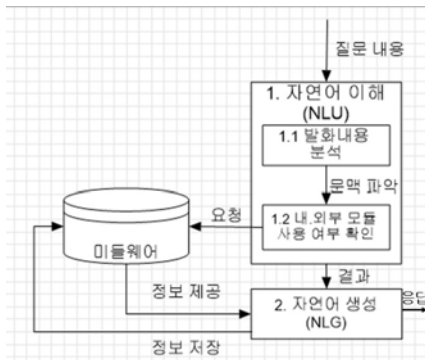 질문 내용
1. 자연어 이해
(NLU)
1.1 발화내용
분석
문맥 파악
요청
1.2 내,외부 모듈
사용 여부 확인
미들웨어
결과
정보 제공
응답
2. 자연어 생성
(NLG)
정보 저장